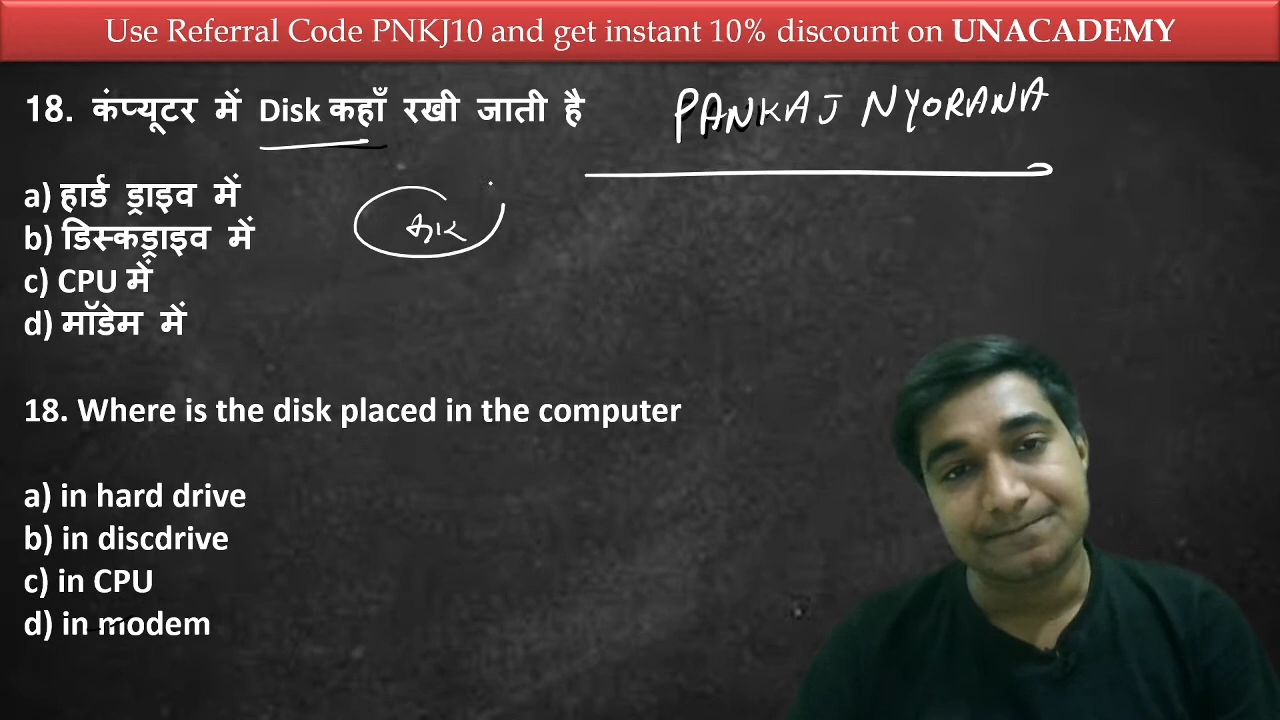 Use Referral Code PNKJ10 and get instant 10% discount on UNACADEMY
18. कंप्यूटर में Disk कहाँ रखी जाती है
PANKAJ NYORANA
a) हार्ड ड्राइव में
b) डिस्कड्राइव में
कार
c) CPU में
d) मॉडेम में
18. Where is the disk placed in the computer
a) in hard drive
b) in discdrive
c) in CPU
d) in modem